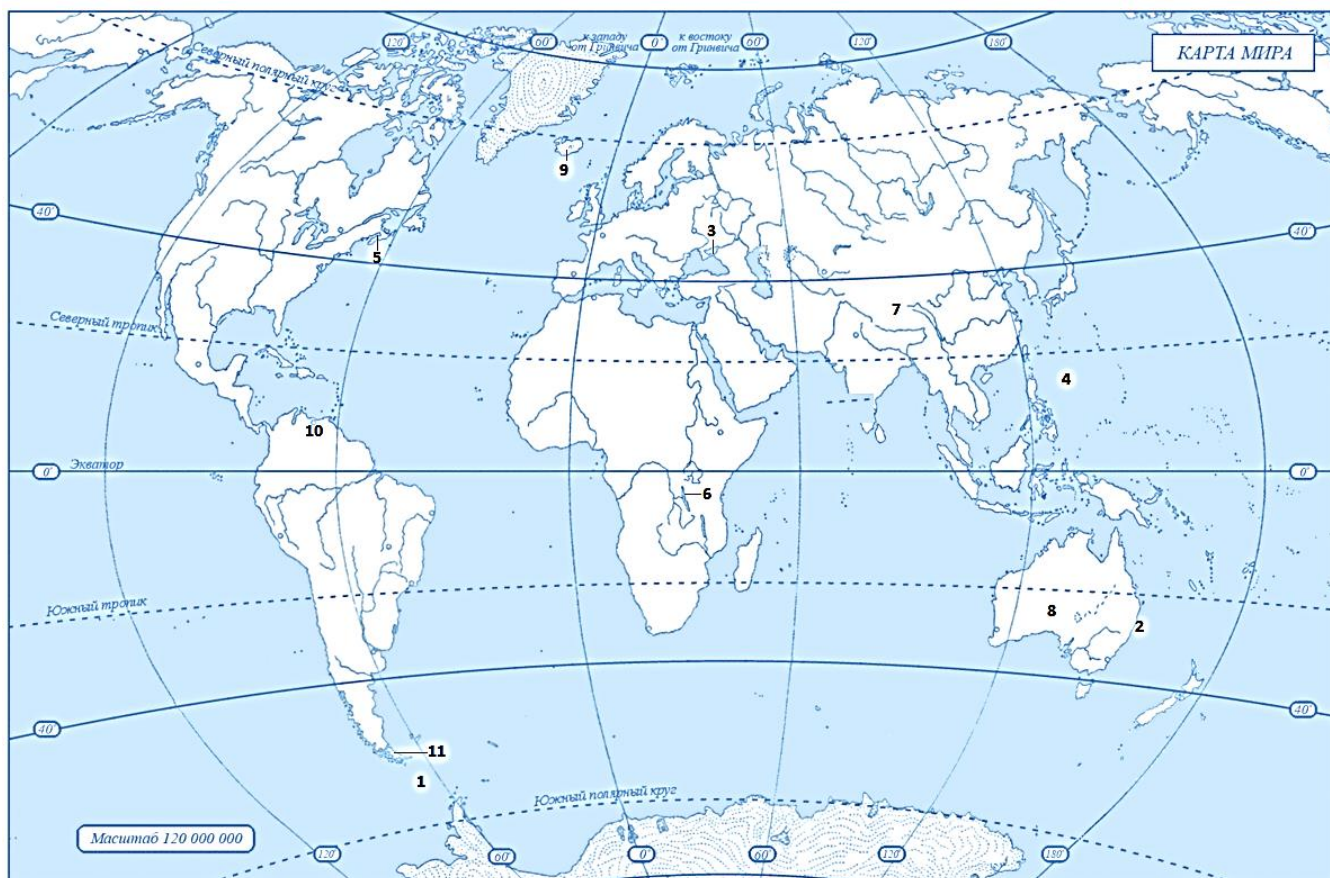 120°
60°
к западу
от Гринвича
0°
к востоку
от Гринвича
60°
120°
180°
КАРТА МИРА
Северный полярный круг
9
40°
3
5
40°
7
Северный тропик
4
10
Экватор
0°
0°
6
Южный тропик
8
2
40°
40°
11
1
Южный полярный круг
Масштаб 120 000 000
120°
60°
0°
60°
120°
180°